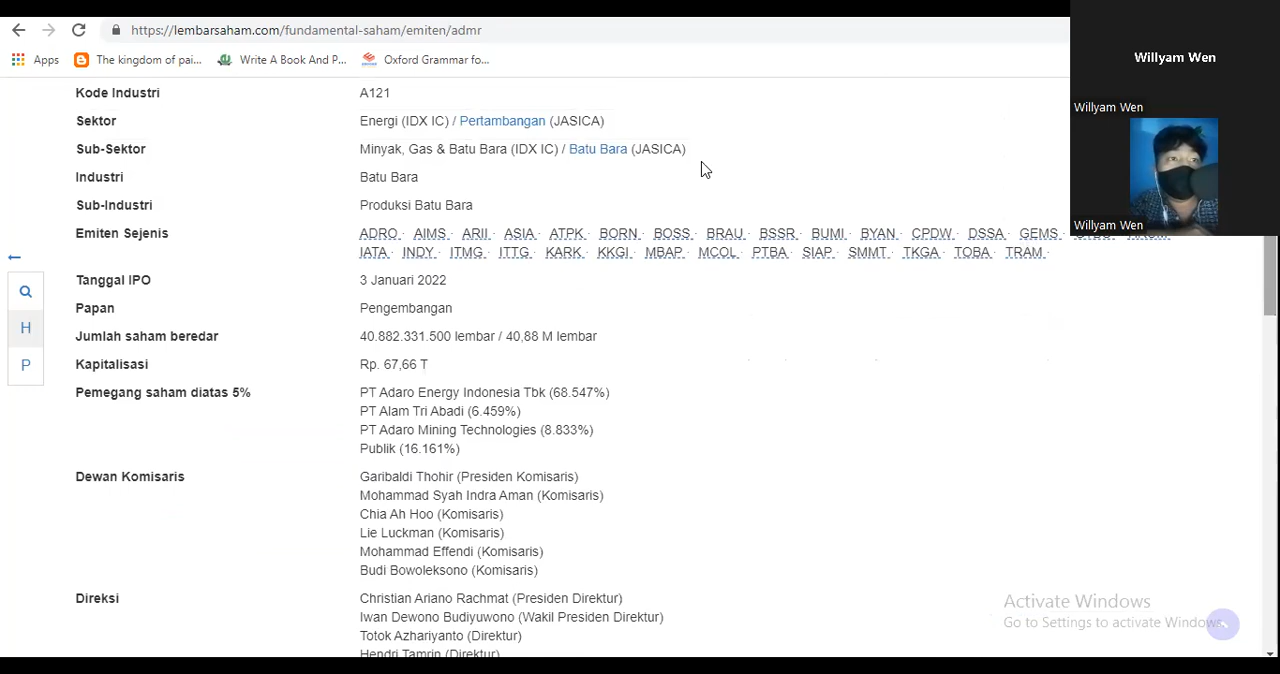 https://lembarsaham.com/fundamental-saham/emiten/admr
Apps The kingdom of pai... Write A Book And P... Oxford Grammar fo...
Willyam Wen
Willyam Wen
Willyam Wen
Kode Industri A121
Sektor Energi (IDX IC) / Pertambangan (JASICA)
Sub-Sektor Minyak, Gas & Batu Bara (IDX IC) / Batu Bara (JASICA)
Industri Batu Bara
Sub-Industri Produksi Batu Bara
Emiten Sejenis ADRO AIMS ARII ASIA ATPK BORN BOSS BRAU BSSR BUMI BYAN CPDW DSSA GEMS
IATA INDY ITMG ITTG KARK KKGI MBAP MCOL PTBA SIAP SMMT TKGA TOBA TRAM
Tanggal IPO 3 Januari 2022
Papan Pengembangan
Jumlah saham beredar 40.882.331.500 lembar / 40,88 M lembar
Kapitalisasi Rp. 67,66 T
Pemegang saham diatas 5% PT Adaro Energy Indonesia Tbk (68.547%)
PT Alam Tri Abadi (6.459%)
PT Adaro Mining Technologies (8.833%)
Publik (16.161%)
Dewan Komisaris Garibaldi Thohir (Presiden Komisaris)
Mohammad Syah Indra Aman (Komisaris)
Chia Ah Hoo (Komisaris)
Lie Luckman (Komisaris)
Mohammad Effendi (Komisaris)
Budi Bowoleksono (Komisaris)
Direksi Christian Ariano Rachmat (Presiden Direktur)
Iwan Dewono Budiyuwono (Wakil Presiden Direktur)
Totok Azhariyanto (Direktur)
Hendri Tamrin (Direktur)
H
P
Activate Windows
Go to Settings to activate Windows.